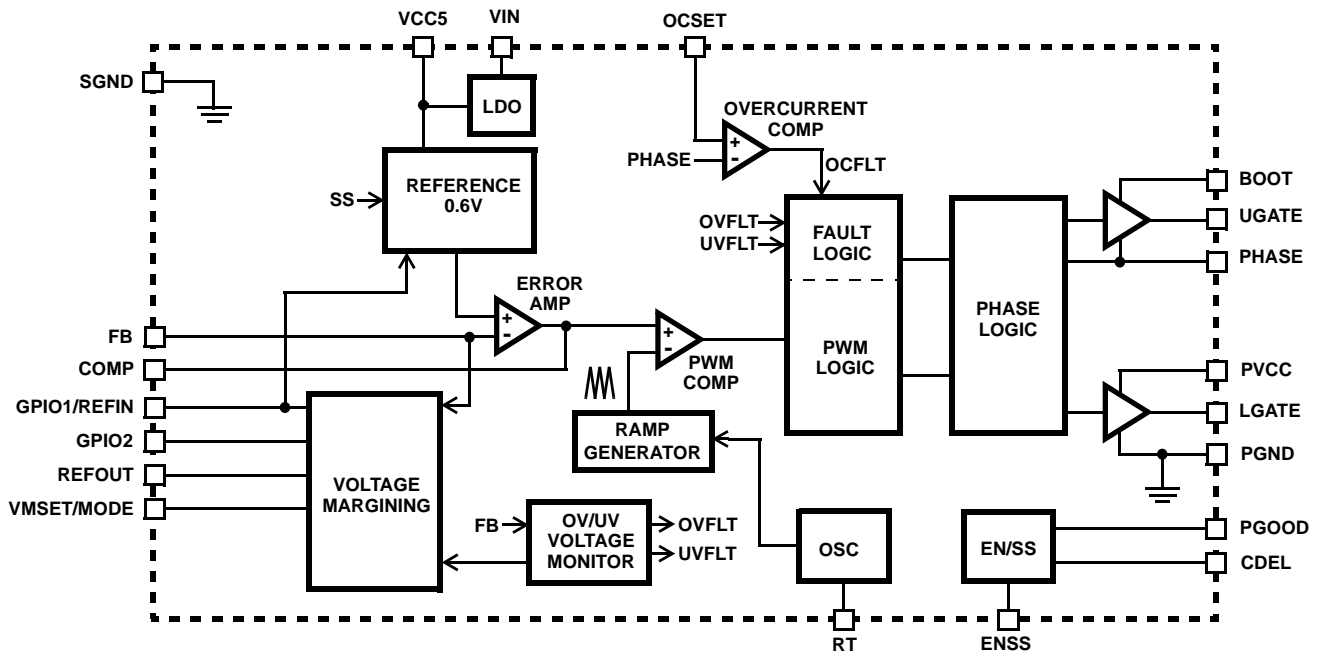 VCC5
VIN
OCSET
SGND
LDO
OVERCURRENT
COMP
PHASE
+
-
OCFLT
REFERENCE
0.6V
SS
OVFLT
UVFLT
FAULT
LOGIC
BOOT
UGATE
PHASE
ERROR
AMP
+
-
FB
COMP
GPIO1/REFIN
GPIO2
REFOUT
VMSET/MODE
+
-
PWM
COMP
PWM
LOGIC
PHASE
LOGIC
PVCC
LGATE
PGND
RAMP
GENERATOR
VOLTAGE
MARGINING
FB
OV/UV
VOLTAGE
MONITOR
OVFLT
UVFLT
OSC
EN/SS
PGOOD
CDEL
RT
ENSS